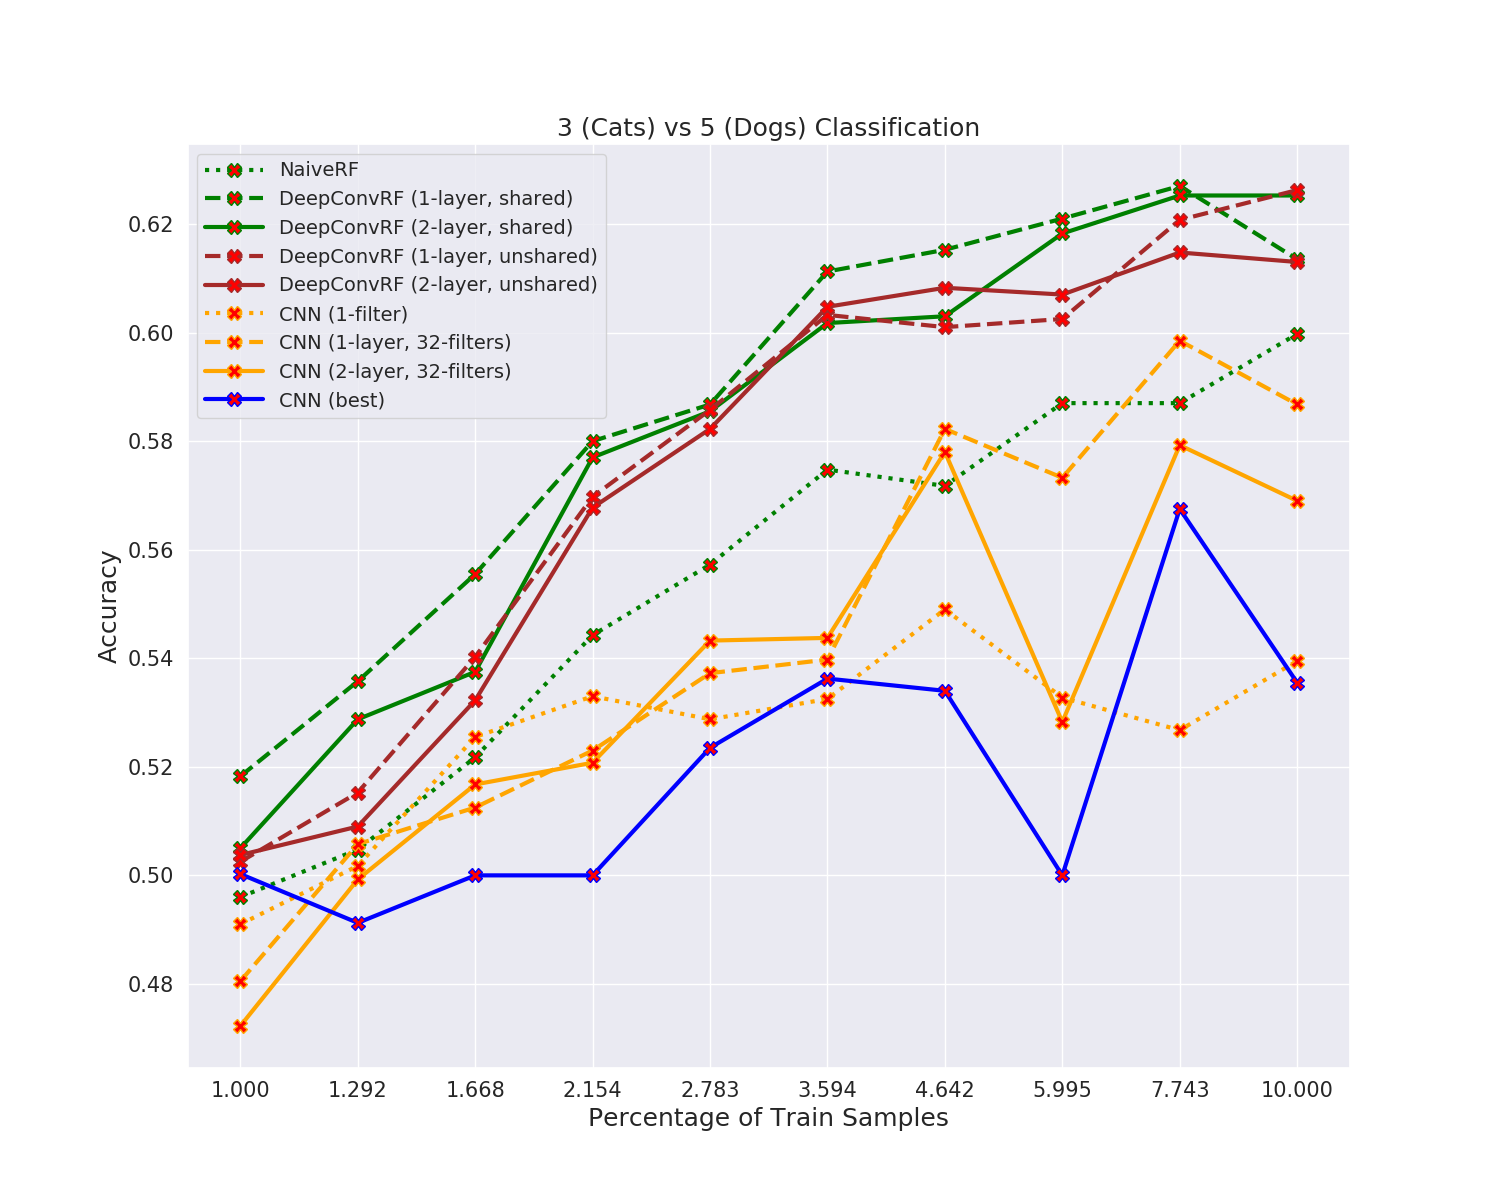 3 (Cats) vs 5 (Dogs) Classification
NaiveRF
DeepConvRF (1-layer, shared)
DeepConvRF (2-layer, shared)
DeepConvRF (1-layer, unshared)
DeepConvRF (2-layer, unshared)
CNN (1-filter)
CNN (1-layer, 32-filters)
CNN (2-layer, 32-filters)
CNN (best)
0.62
0.60
0.58
0.56
0.54
0.52
0.50
0.48
Accuracy
1.000 1.292 1.668 2.154 2.783 3.594 4.642 5.995 7.743 10.000
Percentage of Train Samples